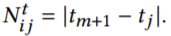 N^t_{ij} = |t_{m+1} − t_j|.